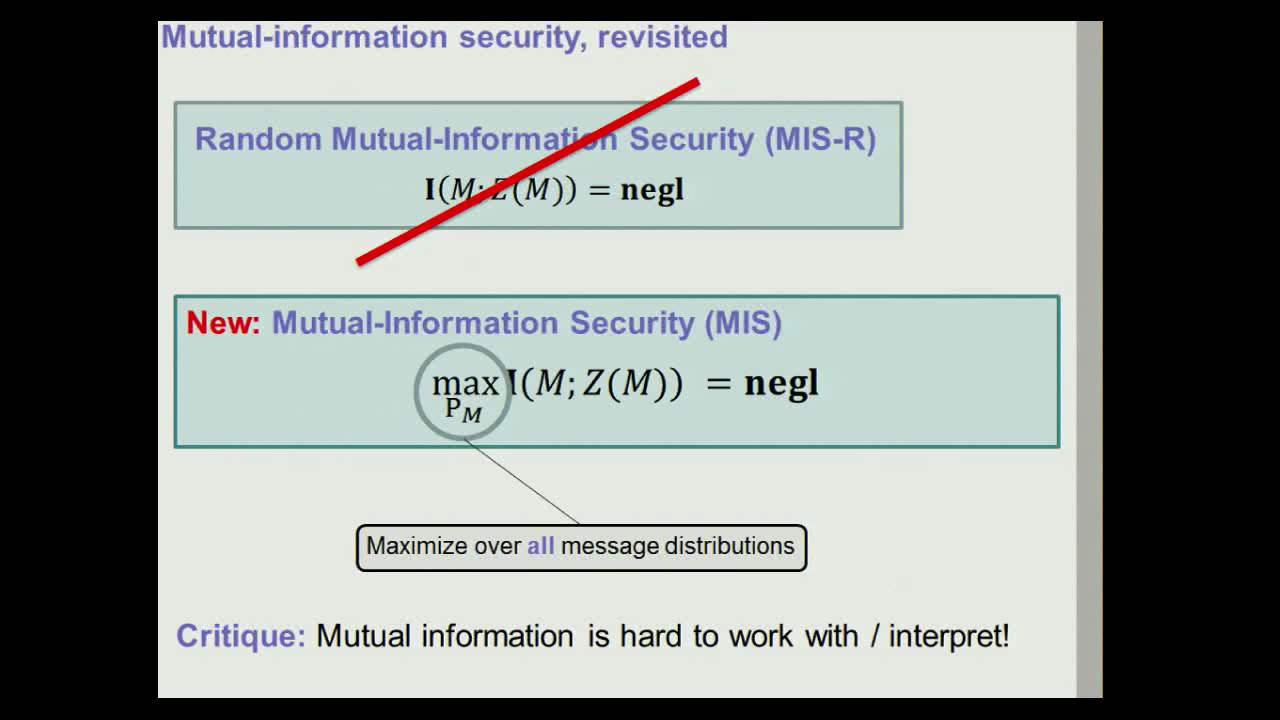 Mutual-information security, revisited
Random Mutual-Information Security (MIS-R)
I(M; Z(M)) = negl
New: Mutual-Information Security (MIS)
max I(M; Z(M)) = negl
P_M
Maximize over all message distributions
Critique: Mutual information is hard to work with / interpret!